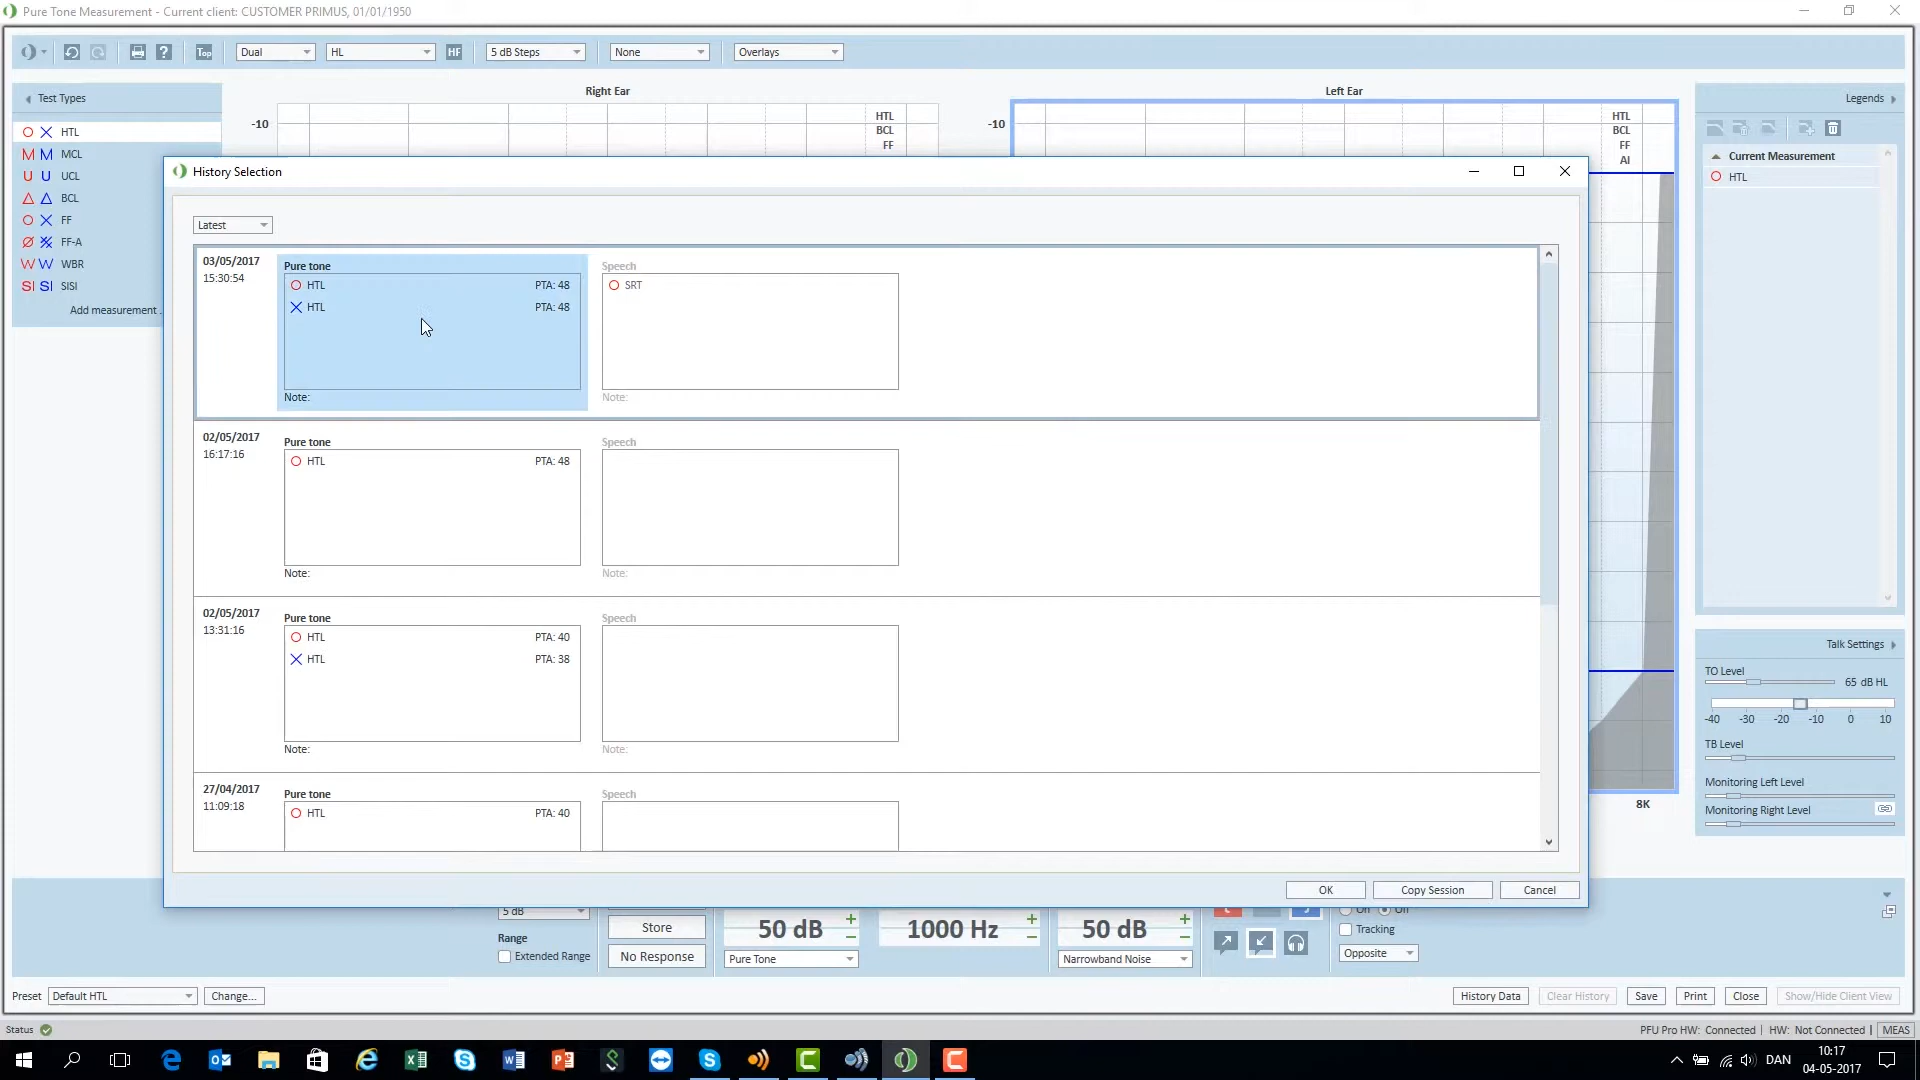 Pure Tone Measurement - Current client: CUSTOMER PRIMUS, 01/01/1950
Top Dual HL HF 5 dB Steps None Overlays
Test Types
HTL
M M MCL
U U UCL
BCL
FF
FF-A
W W WBR
SI SI SISI
Add measurement .
Right Ear
-10
HTL
BCL
FF
Left Ear
-10
HTL
BCL
FF
AI
Legends
Current Measurement
HTL
History Selection
Latest
03/05/2017
15:30:54
Pure tone
HTL PTA: 48
HTL PTA: 48
Note:
Speech
SRT
Note:
02/05/2017
16:17:16
Pure tone
HTL PTA: 48
Note:
Speech
Note:
02/05/2017
13:31:16
Pure tone
HTL PTA: 40
HTL PTA: 38
Note:
Speech
Note:
27/04/2017
11:09:18
Pure tone
HTL PTA: 40
Speech
OK Copy Session Cancel
8K
Talk Settings
TO Level
65 dB HL
-40 -30 -20 -10 0 10
TB Level
Monitoring Left Level
Monitoring Right Level
5 dB
Range
Extended Range
Store
No Response
50 dB + -
Pure Tone
1000 Hz + -
50 dB + -
Narrowband Noise
On Off
Tracking
Opposite
Preset Default HTL Change...
History Data Clear History Save Print Close Show/Hide Client View
Status
PFU Pro HW: Connected | HW: Not Connected | MEAS
DAN
10:17
04-05-2017